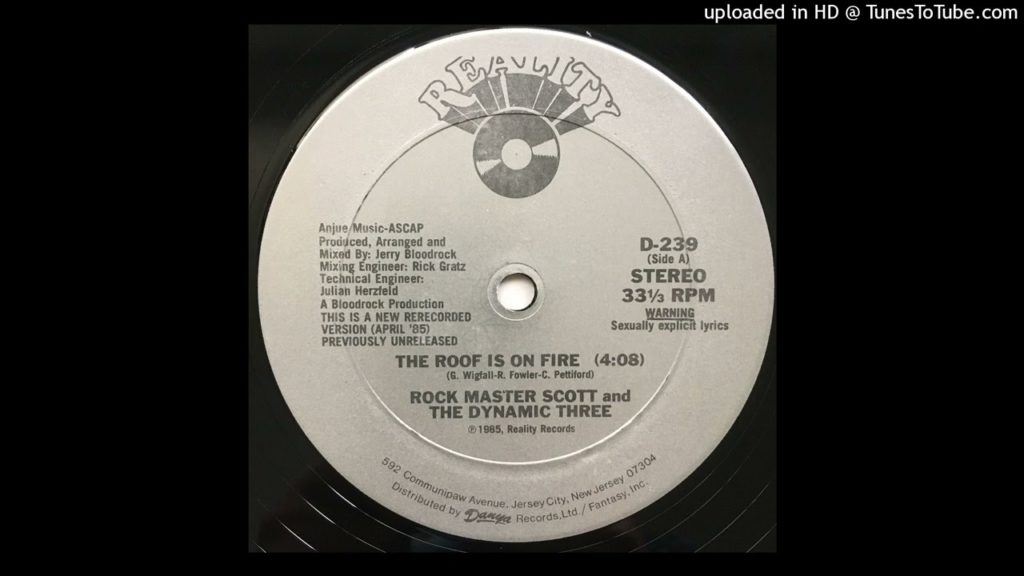 uploaded in HD @ TunesToTube.com
REALITY
Anjue Music-ASCAP
Produced, Arranged and
Mixed By: Jerry Bloodrock
Mixing Engineer: Rick Gratz
Technical Engineer:
Julian Herzfeld
A Bloodrock Production
THIS IS A NEW RERECORDED
VERSION (APRIL '85)
PREVIOUSLY UNRELEASED
D-239
(Side A)
STEREO
33⅓ RPM
WARNING
Sexually explicit lyrics
THE ROOF IS ON FIRE (4:08)
(G. Wigfall-R. Fowler-C. Pettiford)
ROCK MASTER SCOTT and
THE DYNAMIC THREE
℗ 1985, Reality Records
592 Communipaw Avenue, Jersey City, New Jersey 07304
Distributed by Danya Records, Ltd. / Fantasy, Inc.